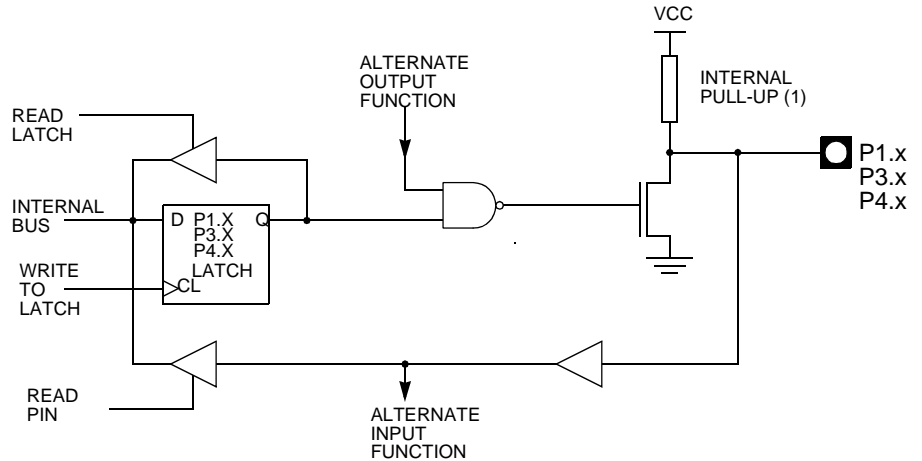 VCC
ALTERNATE
OUTPUT
FUNCTION
INTERNAL
PULL-UP (1)
READ
LATCH
P1.x
P3.x
P4.x
INTERNAL
BUS
D P1.X Q
P3.X
P4.X
LATCH
CL
WRITE
TO
LATCH
READ
PIN
ALTERNATE
INPUT
FUNCTION